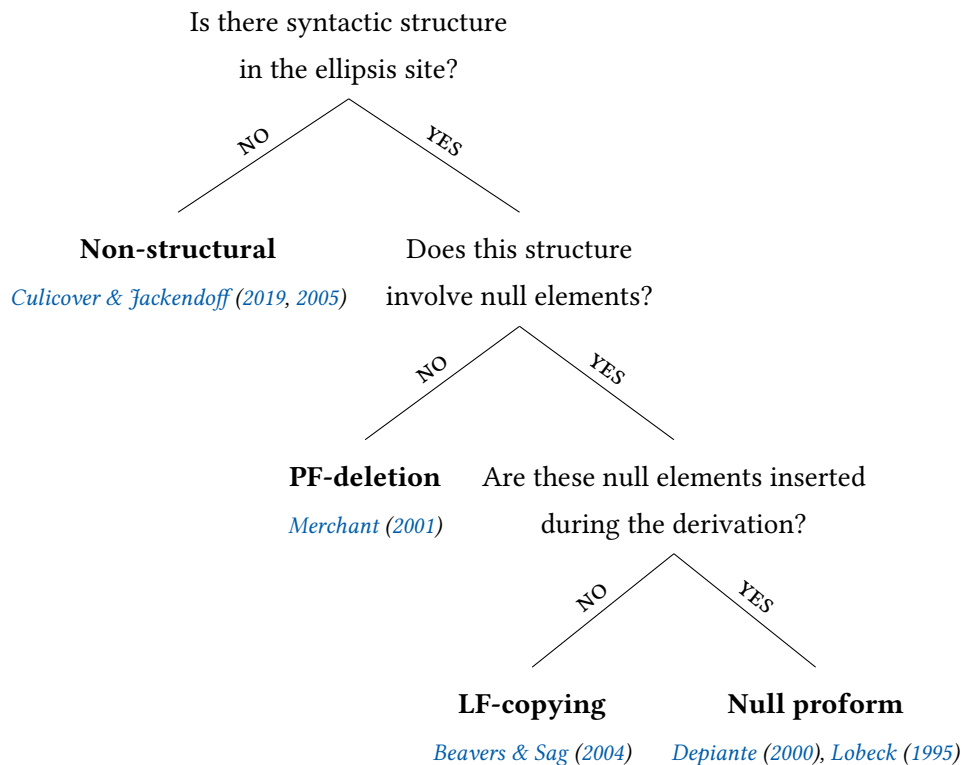 Is there syntactic structure
in the ellipsis site?
NO
YES
Non-structural
Culicover & Jackendoff (2019, 2005)
Does this structure
involve null elements?
NO
YES
PF-deletion
Merchant (2001)
Are these null elements inserted
during the derivation?
NO
YES
LF-copying
Beavers & Sag (2004)
Null proform
Depiante (2000), Lobeck (1995)